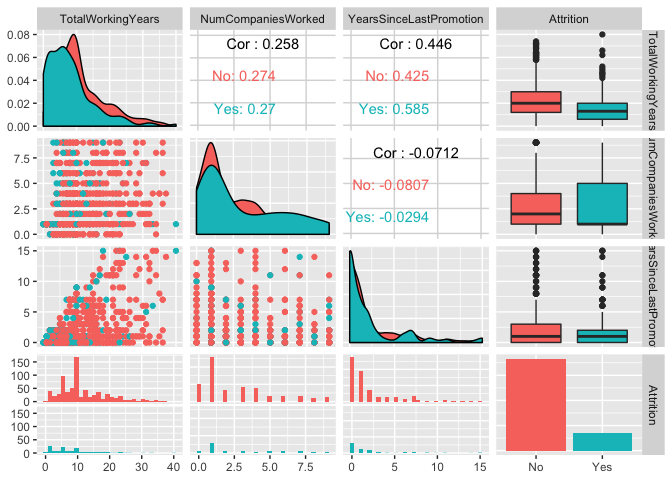 TotalWorkingYears NumCompaniesWorked YearsSinceLastPromotion Attrition
0.08
0.06
0.04
0.02
0.00
Cor : 0.258
No: 0.274
Yes: 0.27
Cor : 0.446
No: 0.425
Yes: 0.585
TotalWorkingYears
7.5
5.0
2.5
0.0
Cor : -0.0712
No: -0.0807
Yes: -0.0294
umCompaniesWork
15
10
5
0
arsSinceLastPromo
150
100
50
0
150
100
50
0
Attrition
0 10 20 30 40 0.0 2.5 5.0 7.5 0 5 10 15 No Yes